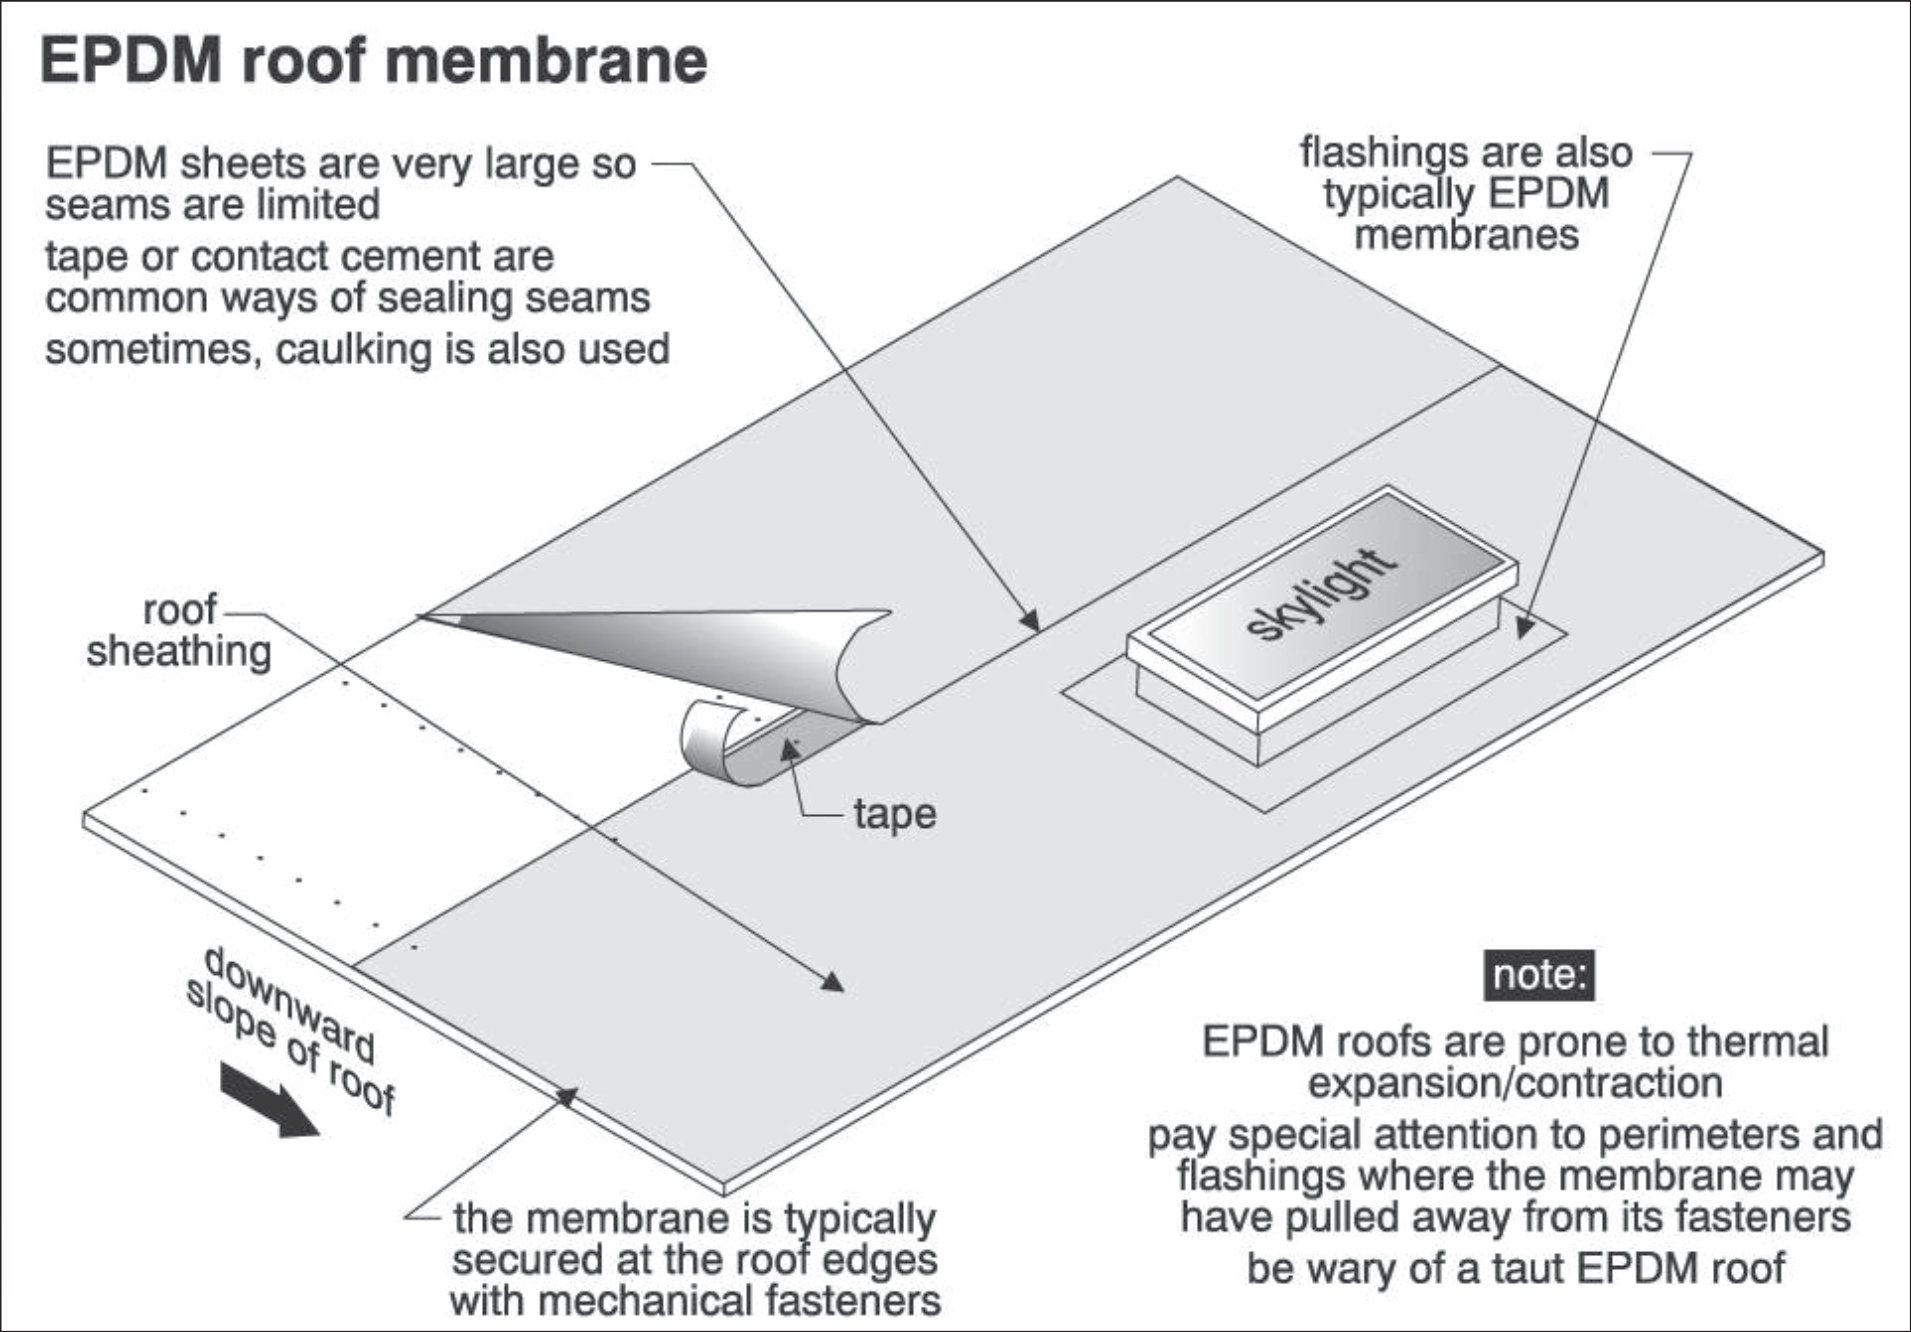 EPDM roof membrane
EPDM sheets are very large so
seams are limited
tape or contact cement are
common ways of sealing seams
sometimes, caulking is also used
flashings are also
typically EPDM
membranes
roof
sheathing
skylight
tape
downward
slope of roof
the membrane is typically
secured at the roof edges
with mechanical fasteners
note:
EPDM roofs are prone to thermal
expansion/contraction
pay special attention to perimeters and
flashings where the membrane may
have pulled away from its fasteners
be wary of a taut EPDM roof